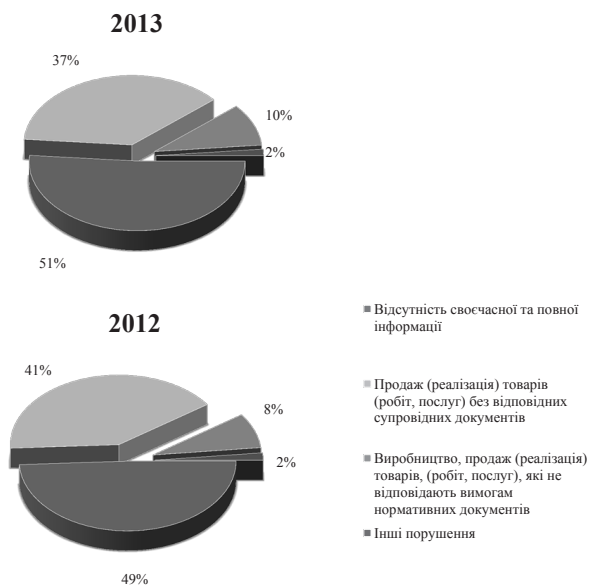 2013
37%
10%
2%
51%
2012
41%
8%
2%
49%
Відсутність своєчасної та повної
інформації
Продаж (реалізація) товарів
(робіт, послуг) без відповідних
супровідних документів
Виробництво, продаж (реалізація)
товарів, (робіт, послуг), які не
відповідають вимогам
нормативних документів
Інші порушення